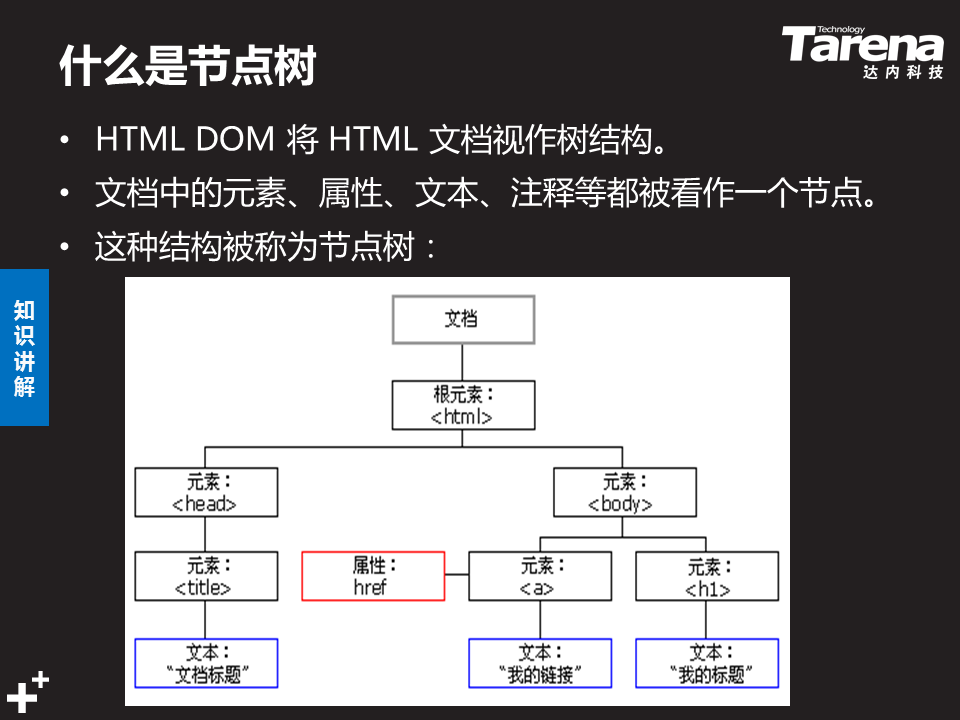 什么是节点树
Technology
Tarena
达内科技
• HTML DOM 将 HTML 文档视作树结构。
• 文档中的元素、属性、文本、注释等都被看作一个节点。
• 这种结构被称为节点树：
知识讲解
文档
根元素：
<html>
元素：
<head>
元素：
<body>
元素：
<title>
属性：
href
元素：
<a>
元素：
<h1>
文本：
“文档标题”
文本：
“我的链接”
文本：
“我的标题”